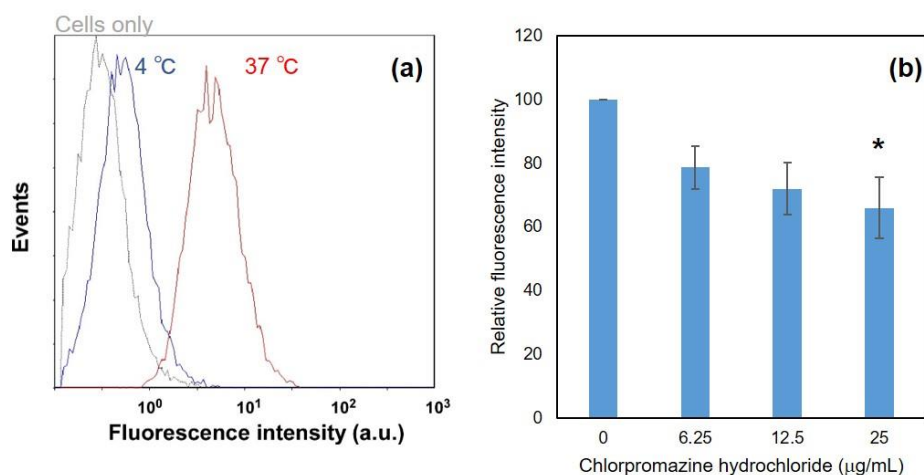 Cells only
4 °C
37 °C
(a)
Events
10⁰
10¹
10²
10³
Fluorescence intensity (a.u.)
120
(b)
100
80
*
60
40
20
0
Relative fluorescence intensity
0
6.25
12.5
25
Chlorpromazine hydrochloride (μg/mL)